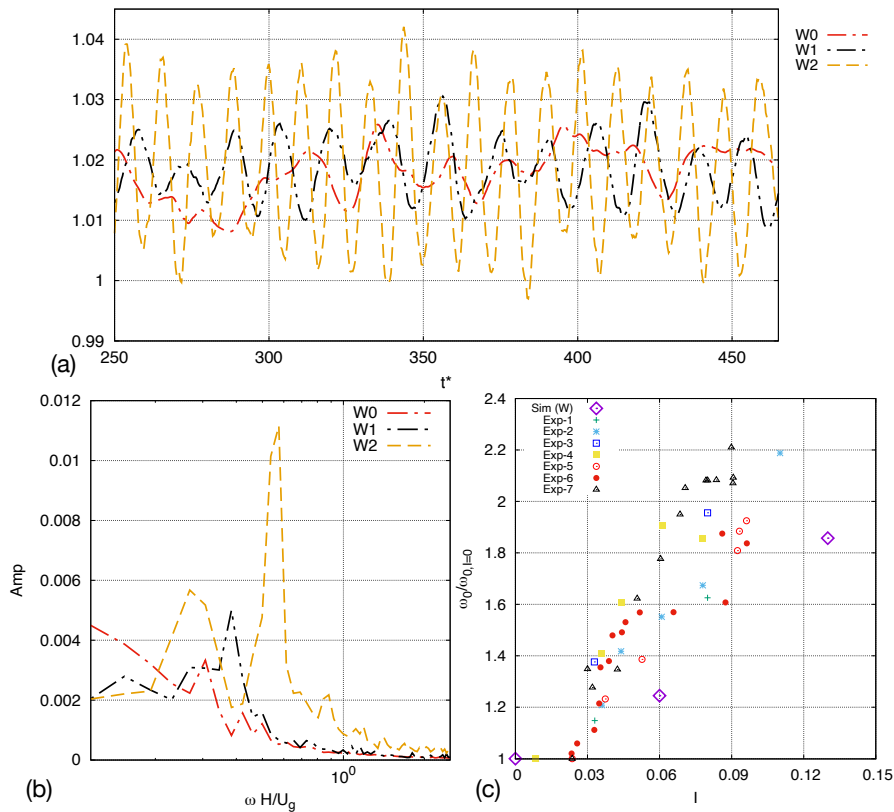 1.04
1.03
1.02
1.01
1
0.99
250
300
350
400
450
W0
W1
W2
(a)
t*
0.012
0.01
0.008
0.006
0.004
0.002
0
Amp
W0
W1
W2
10⁰
(b)
ω H/U_g
2.4
2.2
2
1.8
1.6
1.4
1.2
1
ω₀/ω₀,I=0
Sim (W)
Exp-1
Exp-2
Exp-3
Exp-4
Exp-5
Exp-6
Exp-7
0
0.03
0.06
0.09
0.12
0.15
(c)
I